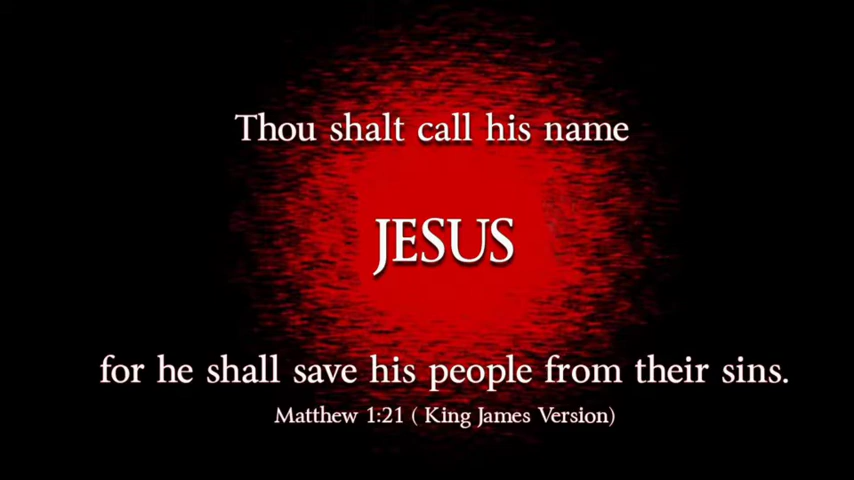 Thou shalt call his name
JESUS
for he shall save his people from their sins.
Matthew 1:21 ( King James Version)